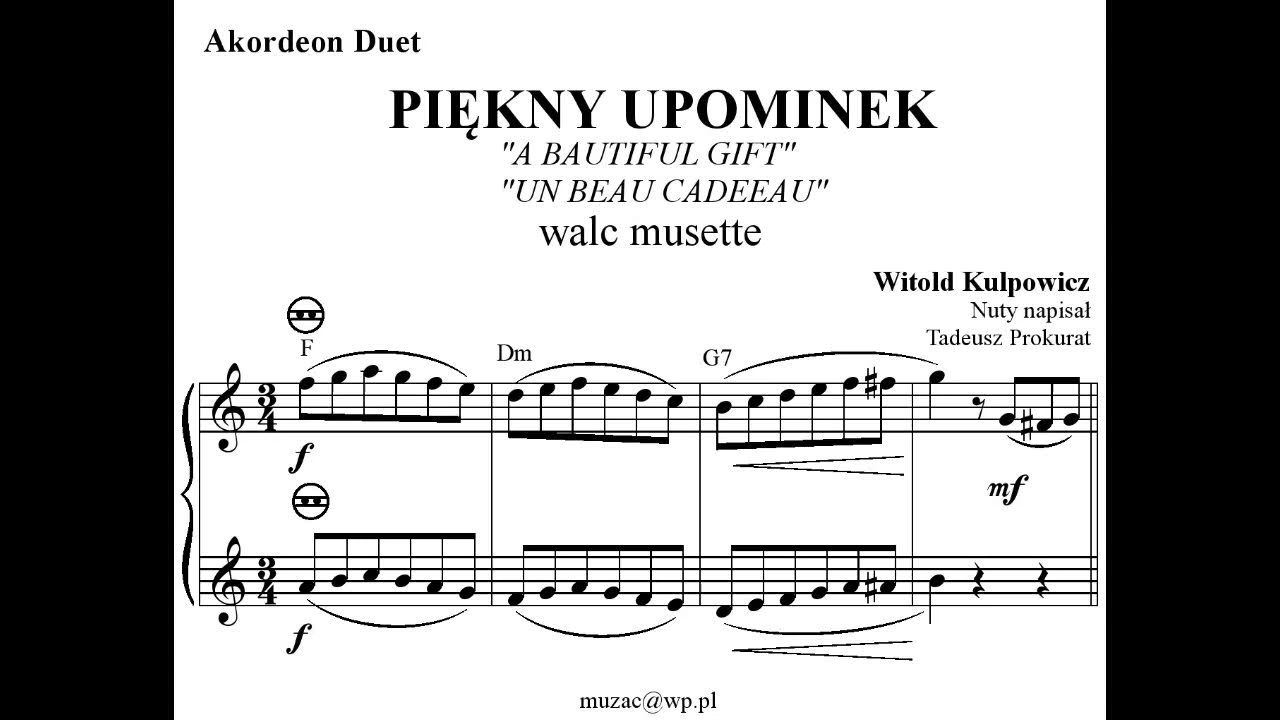 Akordeon Duet
PIĘKNY UPOMINEK
"A BAUTIFUL GIFT"
"UN BEAU CADEEAU"
walc musette
Witold Kulpowicz
Nuty napisał
Tadeusz Prokurat
F Dm G7
3 4
f
mf
3 4
f
muzac@wp.pl